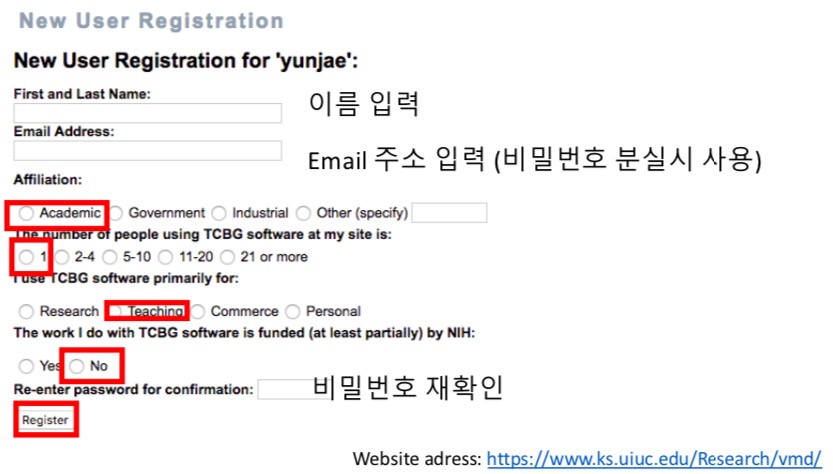 New User Registration
New User Registration for 'yunjae':
First and Last Name:
이름 입력
Email Address:
Email 주소 입력 (비밀번호 분실시 사용)
Affiliation:
Academic Government Industrial Other (specify)
The number of people using TCBG software at my site is:
1 2-4 5-10 11-20 21 or more
I use TCBG software primarily for:
Research Teaching Commerce Personal
The work I do with TCBG software is funded (at least partially) by NIH:
Yes No
Re-enter password for confirmation: 비밀번호 재확인
Register
Website adress: https://www.ks.uiuc.edu/Research/vmd/